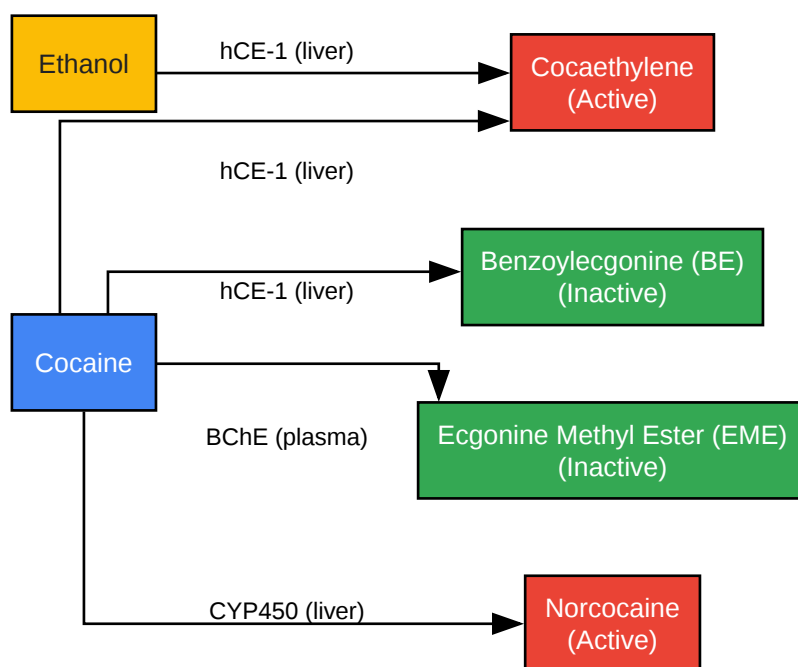 hCE-1 (liver)
Ethanol
Cocaethylene
(Active)
hCE-1 (liver)
Benzoylecgonine (BE)
(Inactive)
hCE-1 (liver)
Cocaine
BChE (plasma)
Ecgonine Methyl Ester (EME)
(Inactive)
CYP450 (liver)
Norcocaine
(Active)